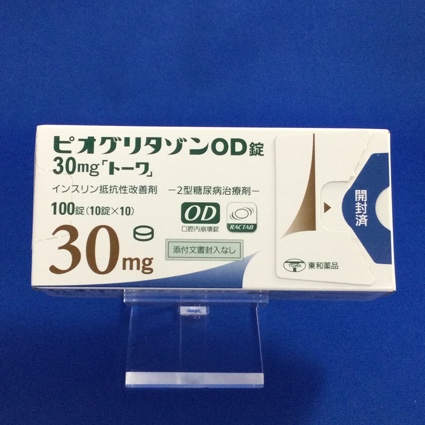 ピオグリタゾンOD錠
30mg「トーワ」
インスリン抵抗性改善剤 －2型糖尿病治療剤－
100錠(10錠×10)
OD
口腔内崩壊錠
RACTAB
30mg
添付文書封入なし
開封済
東和薬品